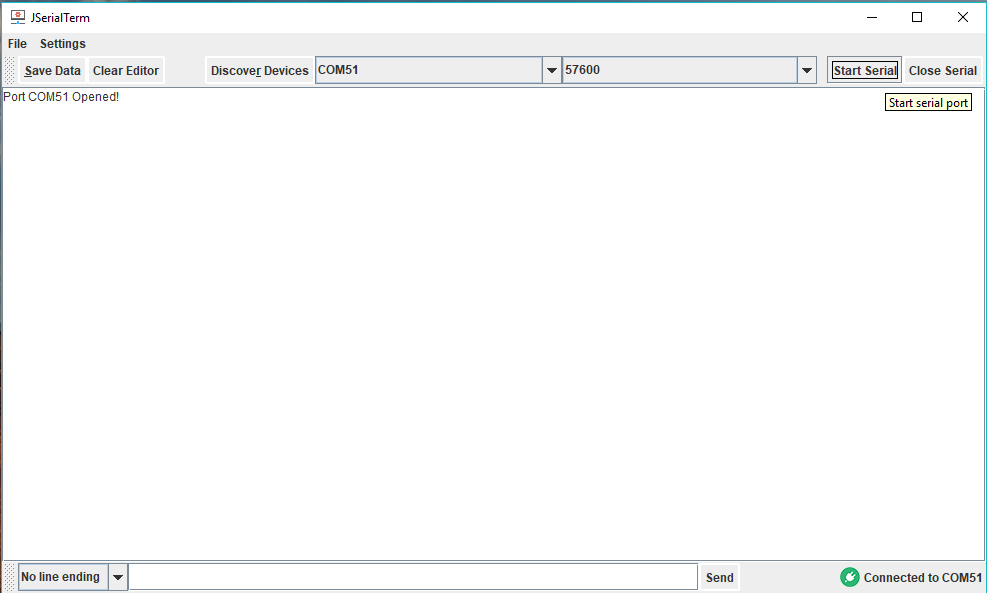 JSerialTerm
File Settings
Save Data Clear Editor Discover Devices COM51 57600 Start Serial Close Serial
Port COM51 Opened!
Start serial port
No line ending Send Connected to COM51